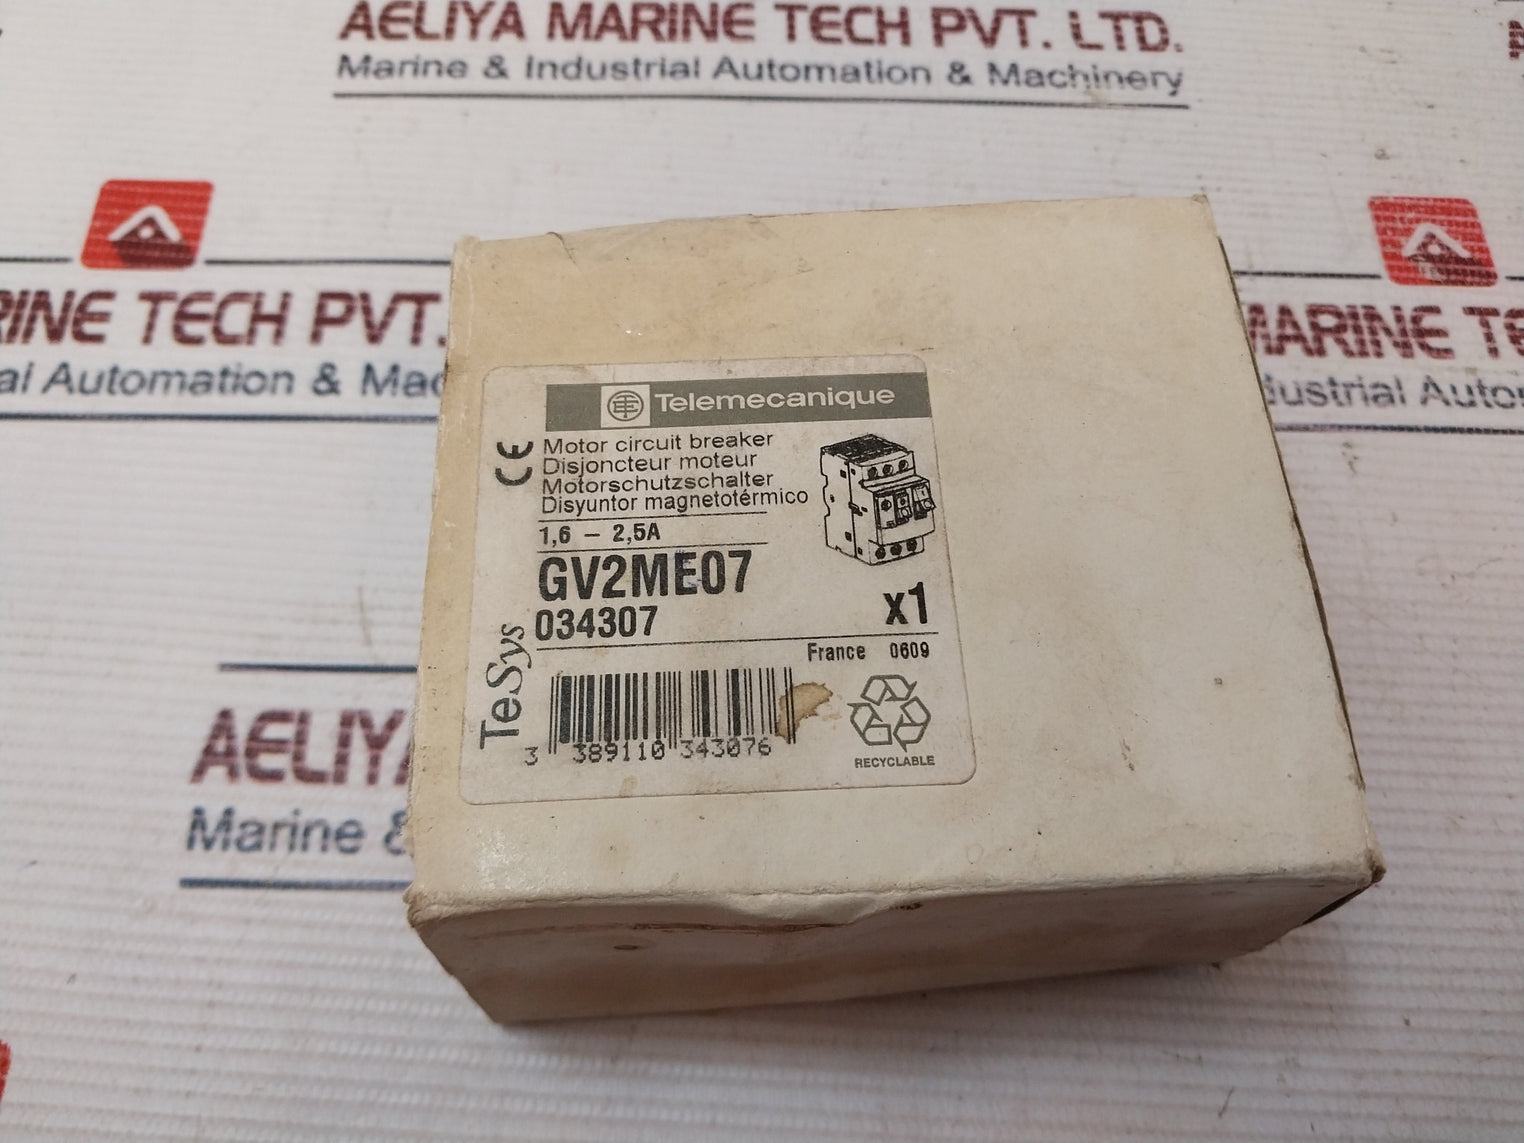 AELIYA MARINE TECH PVT. LTD.
Marine & Industrial Automation & Machinery
RINE TECH PVT.
al Automation & Mac
MARINE TE
dustrial Auto
Telemecanique
CE
Motor circuit breaker
Disjoncteur moteur
Motorschutzschalter
Disyuntor magnetotérmico
1,6 – 2,5A
GV2ME07
034307
x1
TeSys
France 0609
3 389110 343076
RECYCLABLE
AELIYA
Marine &